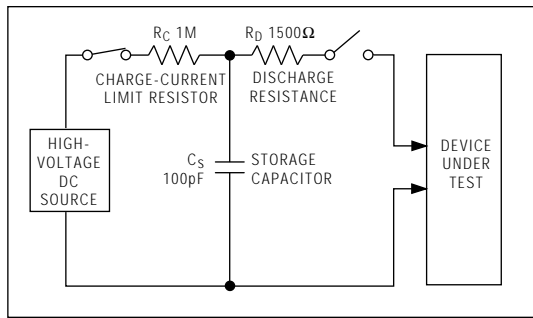 R_C 1M
CHARGE-CURRENT
LIMIT RESISTOR
R_D 1500Ω
DISCHARGE
RESISTANCE
HIGH-
VOLTAGE
DC
SOURCE
C_S
100pF
STORAGE
CAPACITOR
DEVICE
UNDER
TEST